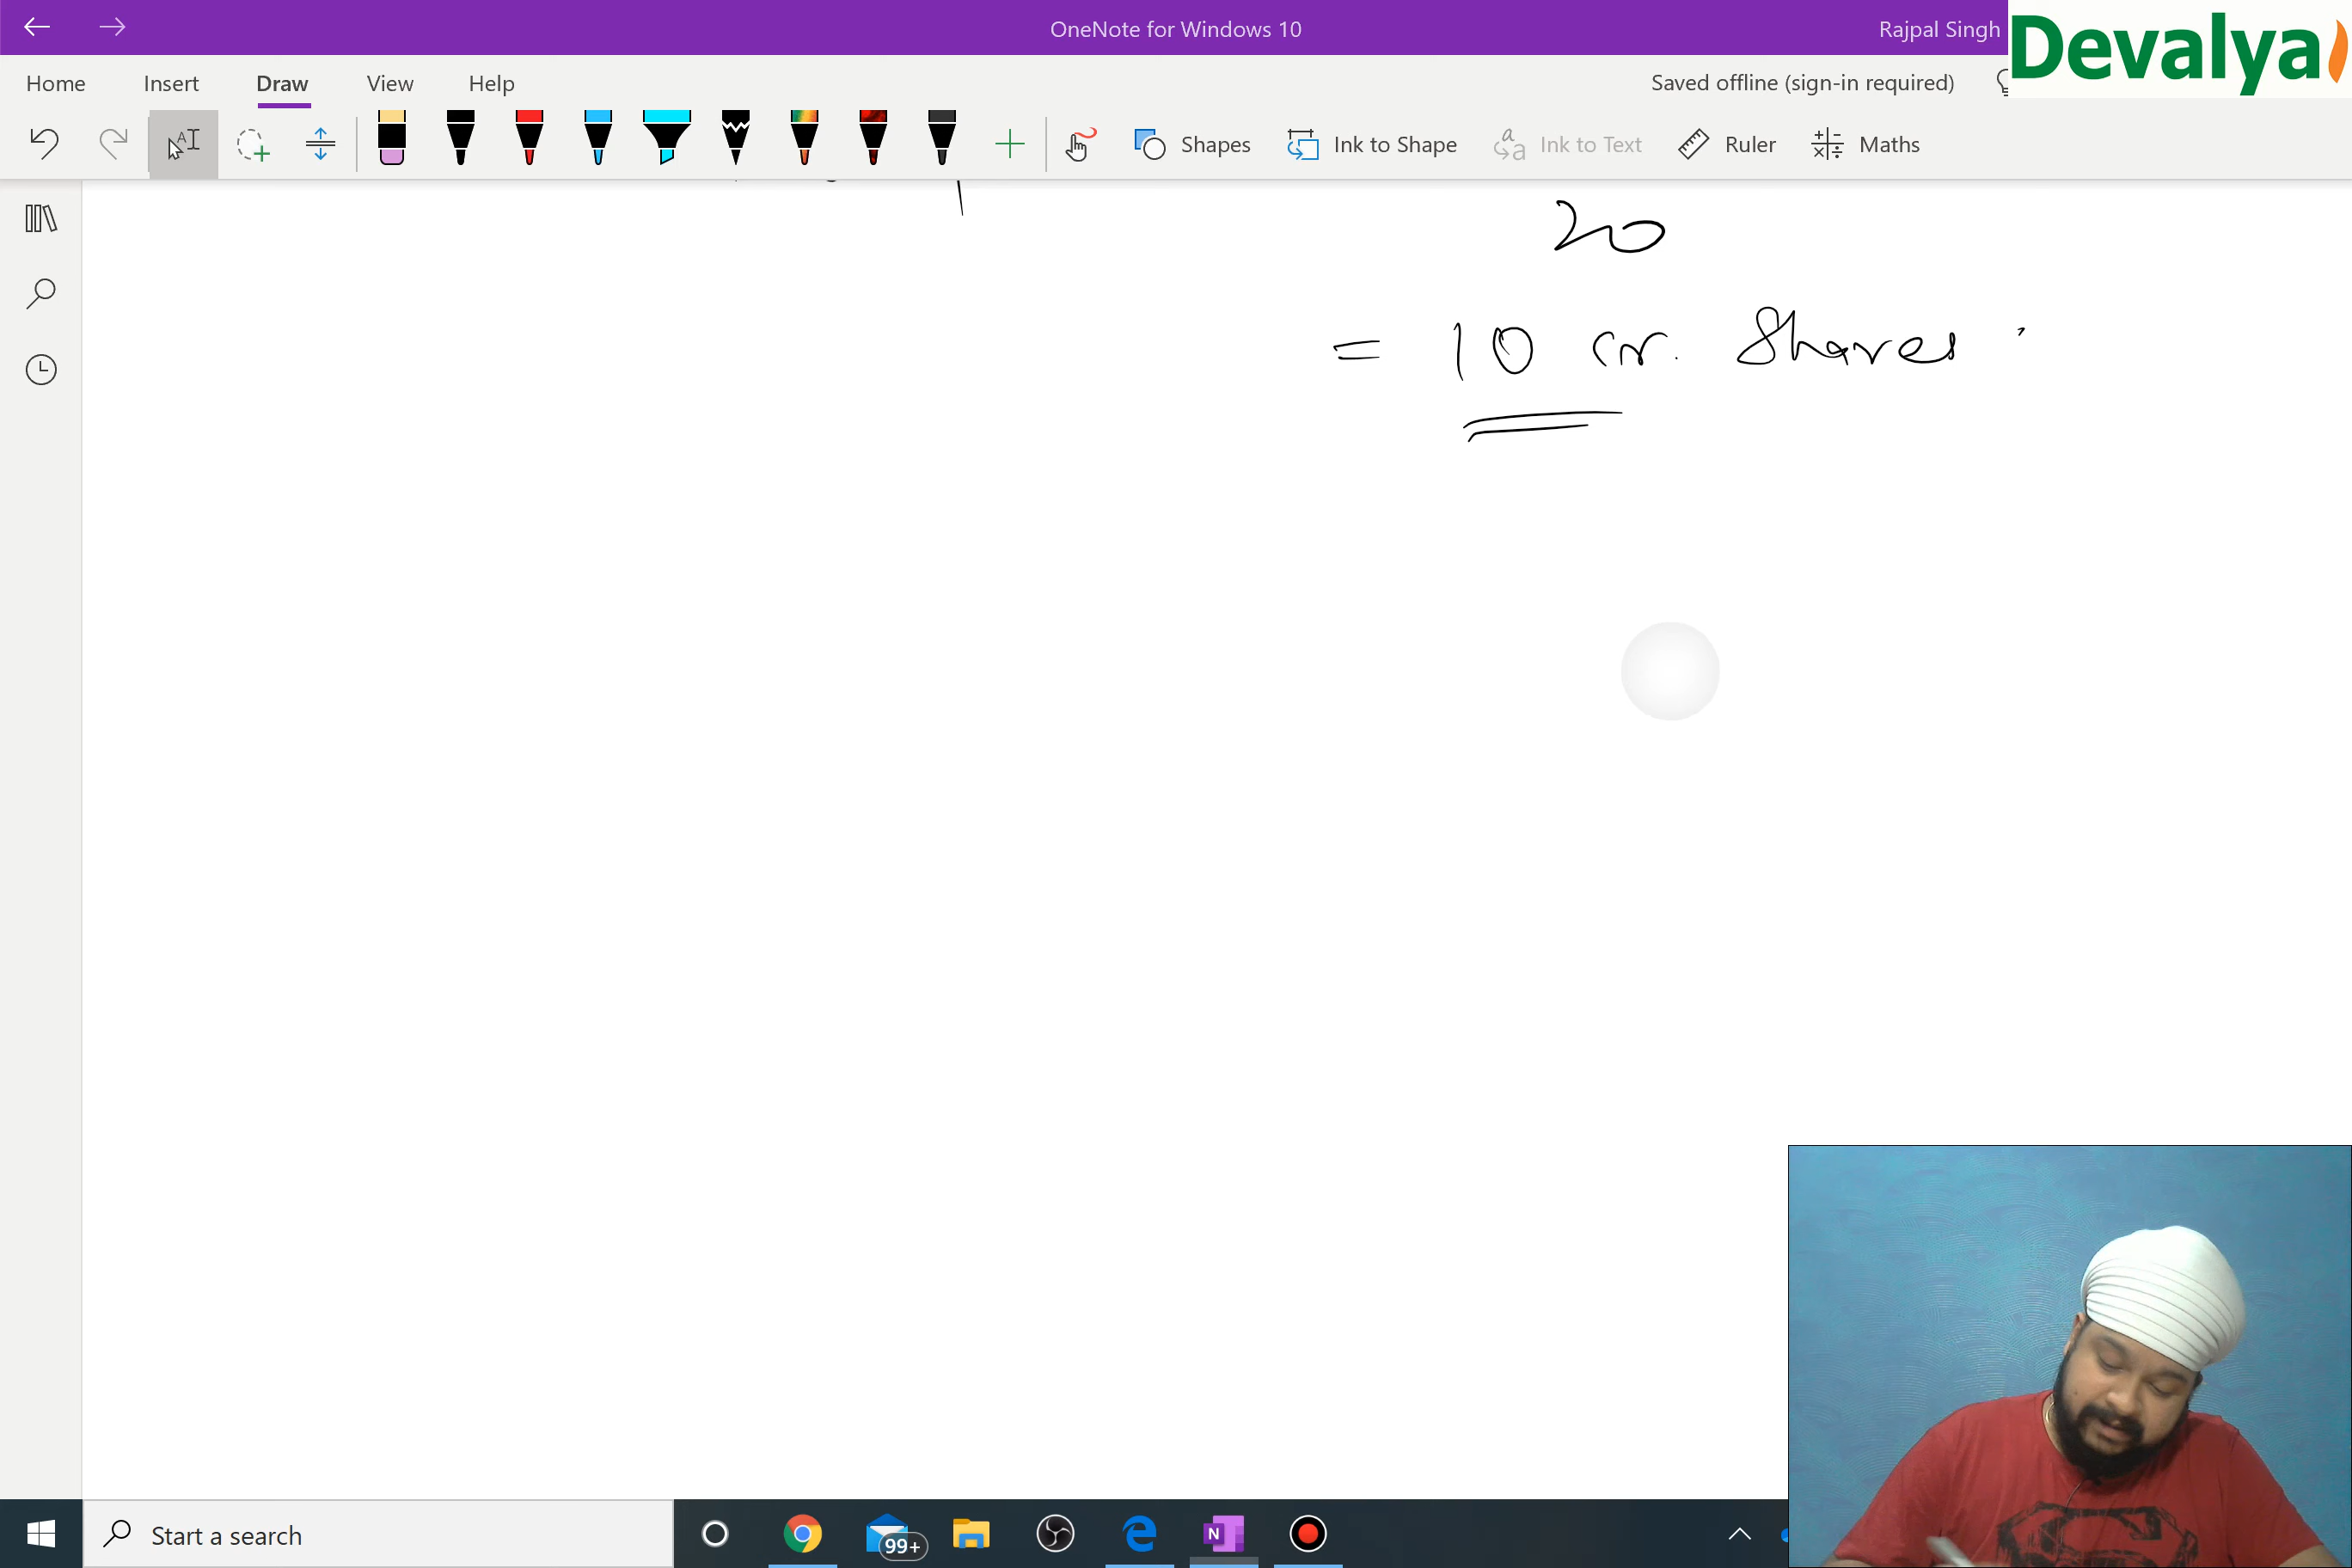 OneNote for Windows 10
Rajpal Singh
Devalya
Home Insert Draw View Help
Saved offline (sign-in required)
Shapes Ink to Shape Ink to Text Ruler Maths
20
= 10 cr. Shares
Start a search
99+